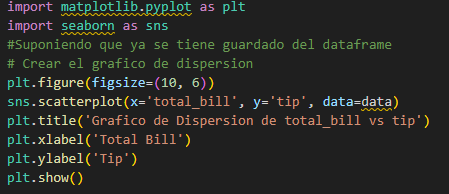 import matplotlib.pyplot as plt
import seaborn as sns
#Suponiendo que ya se tiene guardado del dataframe
# Crear el grafico de dispersion
plt.figure(figsize=(10, 6))
sns.scatterplot(x='total_bill', y='tip', data=data)
plt.title('Grafico de Dispersion de total_bill vs tip')
plt.xlabel('Total Bill')
plt.ylabel('Tip')
plt.show()